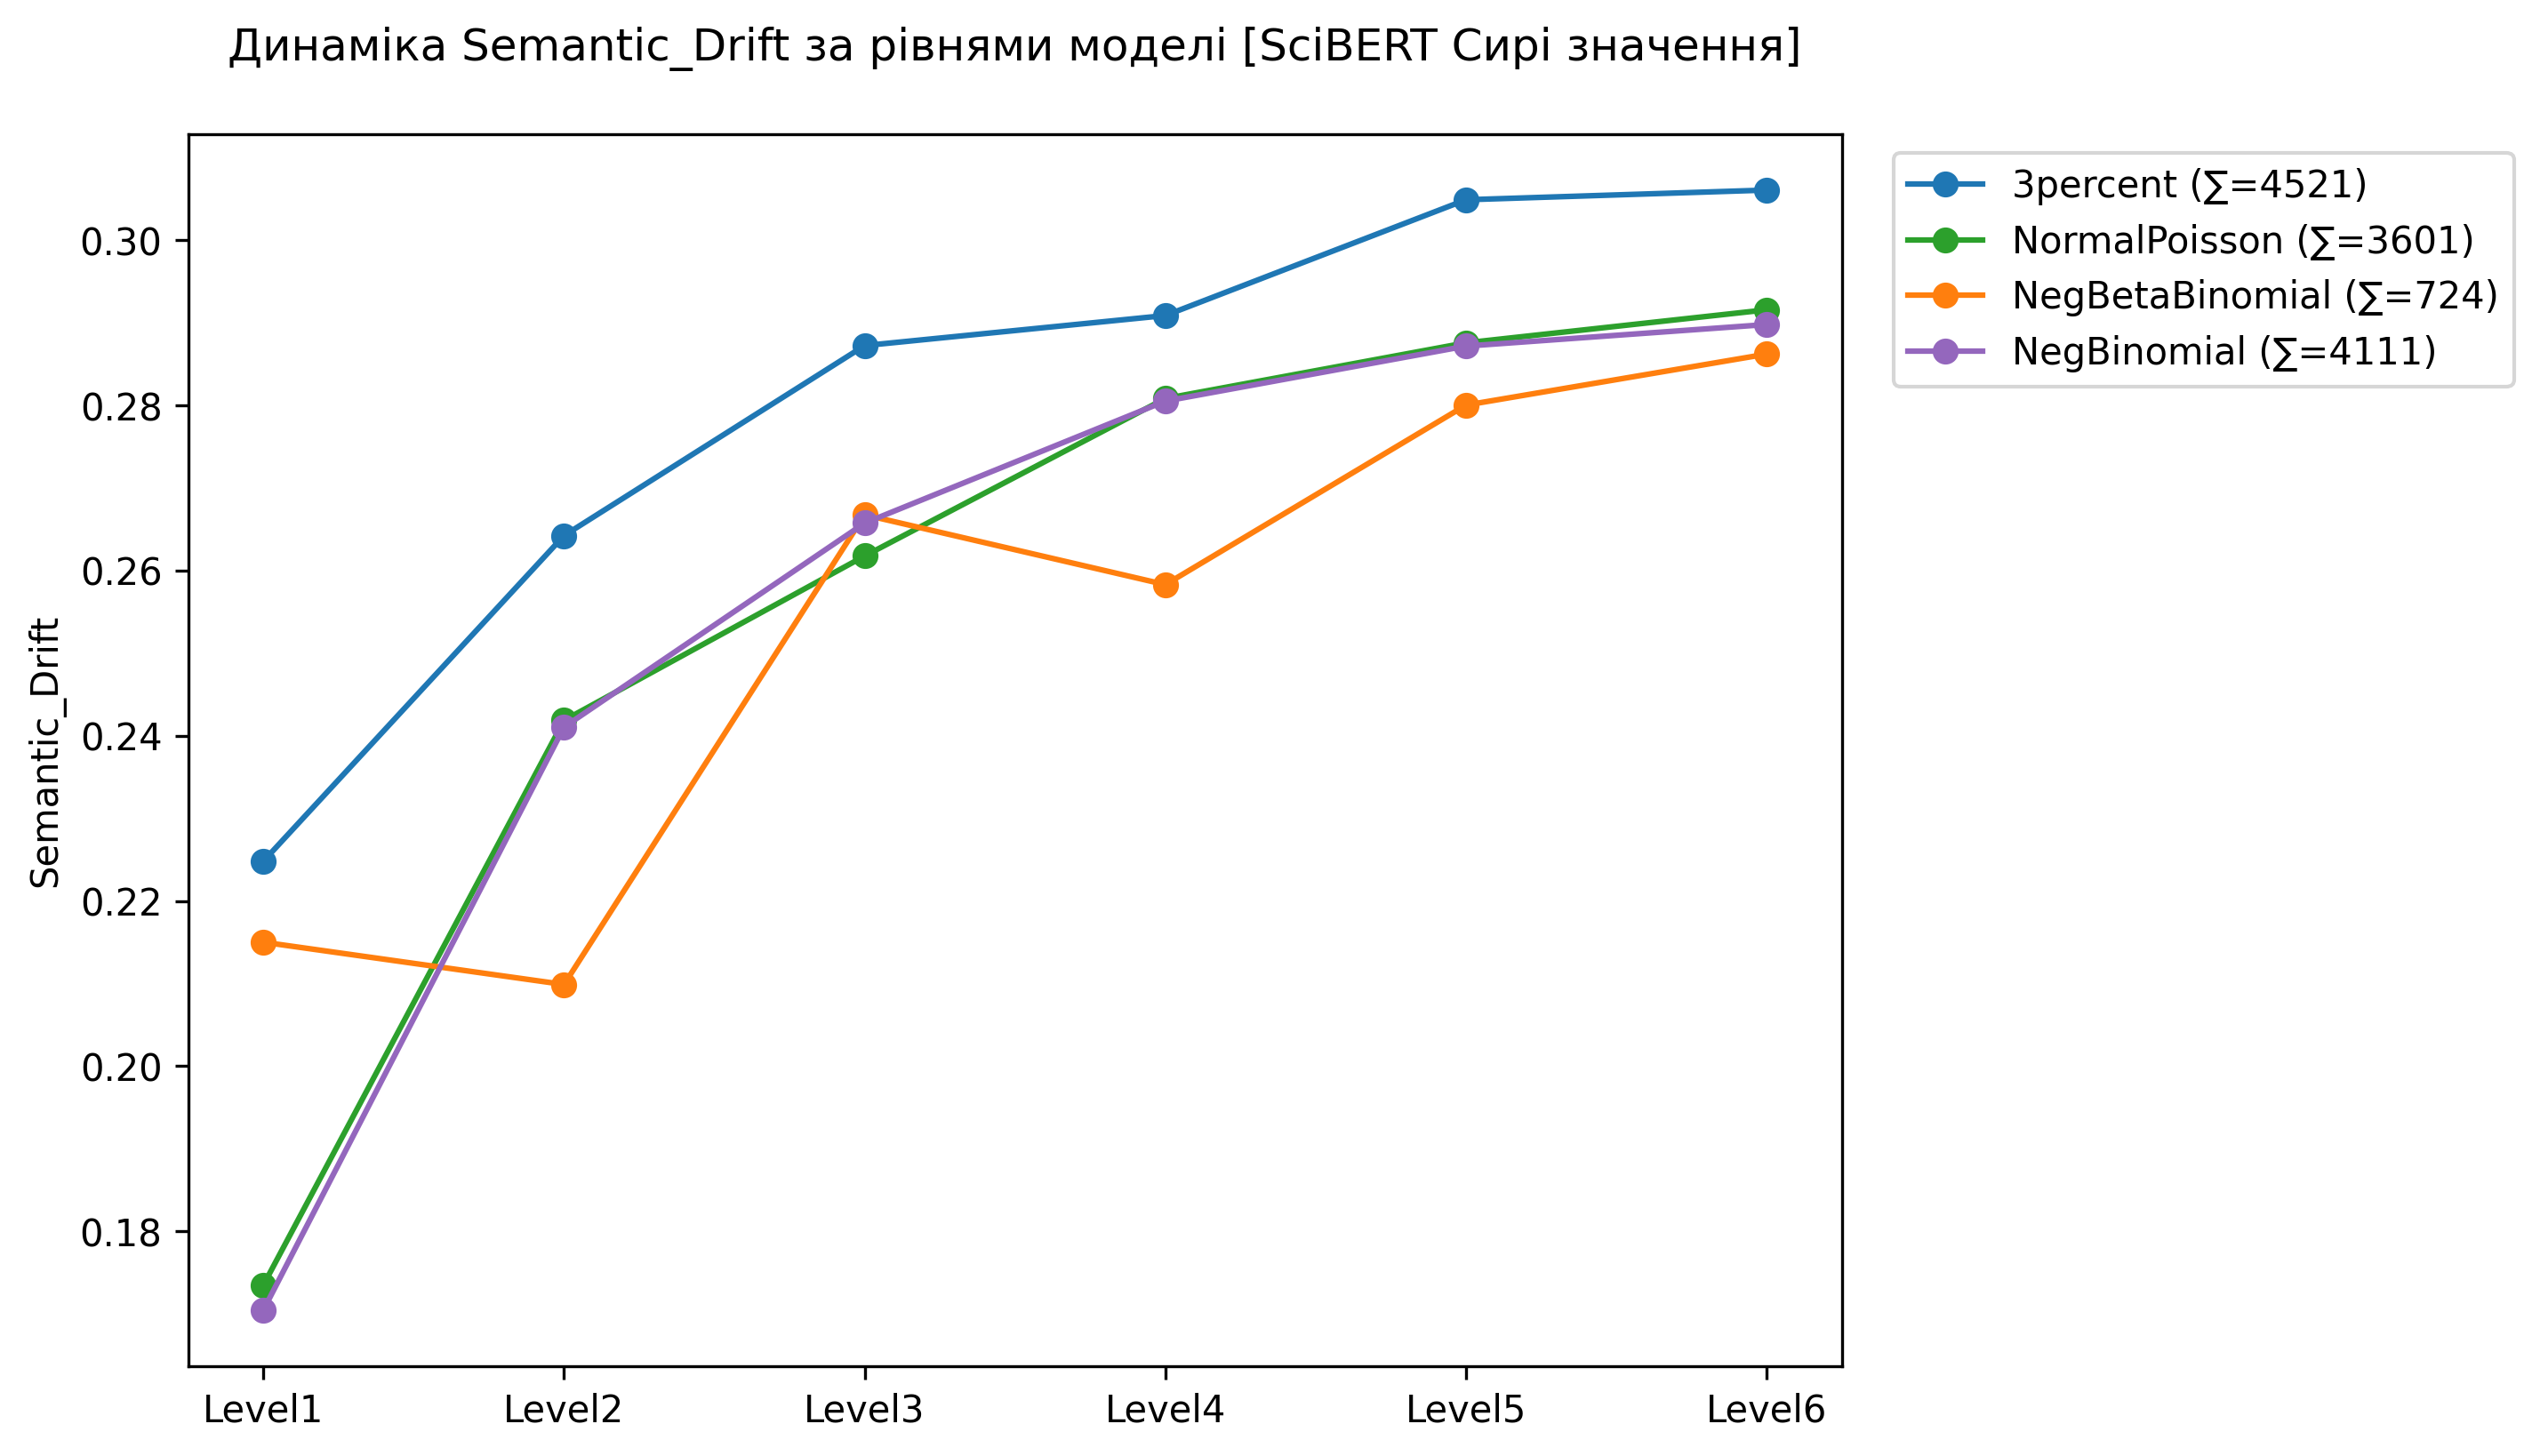 Динаміка Semantic_Drift за рівнями моделі [SciBERT Сирі значення]
3percent (∑=4521)
NormalPoisson (∑=3601)
NegBetaBinomial (∑=724)
NegBinomial (∑=4111)
Semantic_Drift
0.30
0.28
0.26
0.24
0.22
0.20
0.18
Level1 Level2 Level3 Level4 Level5 Level6